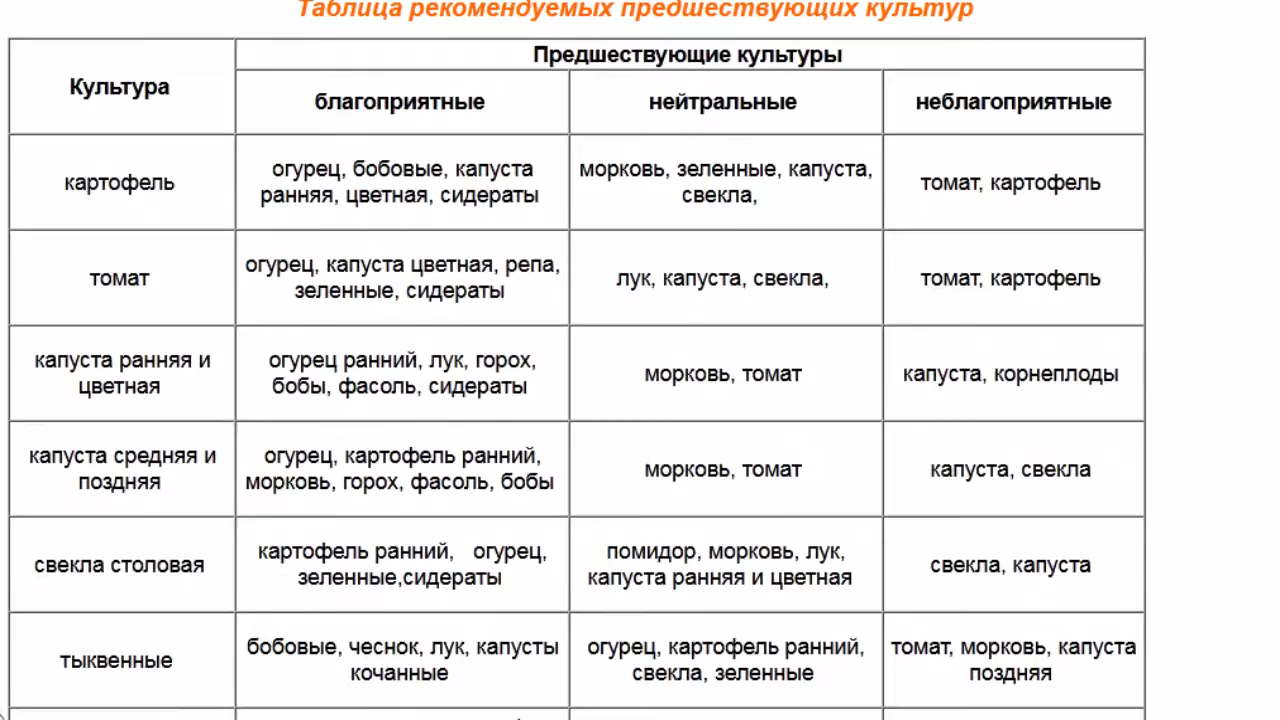 Таблица рекомендуемых предшествующих культур
Культура
Предшествующие культуры
благоприятные
нейтральные
неблагоприятные
картофель
огурец, бобовые, капуста
ранняя, цветная, сидераты
морковь, зеленные, капуста,
свекла,
томат, картофель
томат
огурец, капуста цветная, репа,
зеленные, сидераты
лук, капуста, свекла,
томат, картофель
капуста ранняя и
цветная
огурец ранний, лук, горох,
бобы, фасоль, сидераты
морковь, томат
капуста, корнеплоды
капуста средняя и
поздняя
огурец, картофель ранний,
морковь, горох, фасоль, бобы
морковь, томат
капуста, свекла
свекла столовая
картофель ранний,   огурец,
зеленные,сидераты
помидор, морковь, лук,
капуста ранняя и цветная
свекла, капуста
тыквенные
бобовые, чеснок, лук, капусты
кочанные
огурец, картофель ранний,
свекла, зеленные
томат, морковь, капуста
поздняя